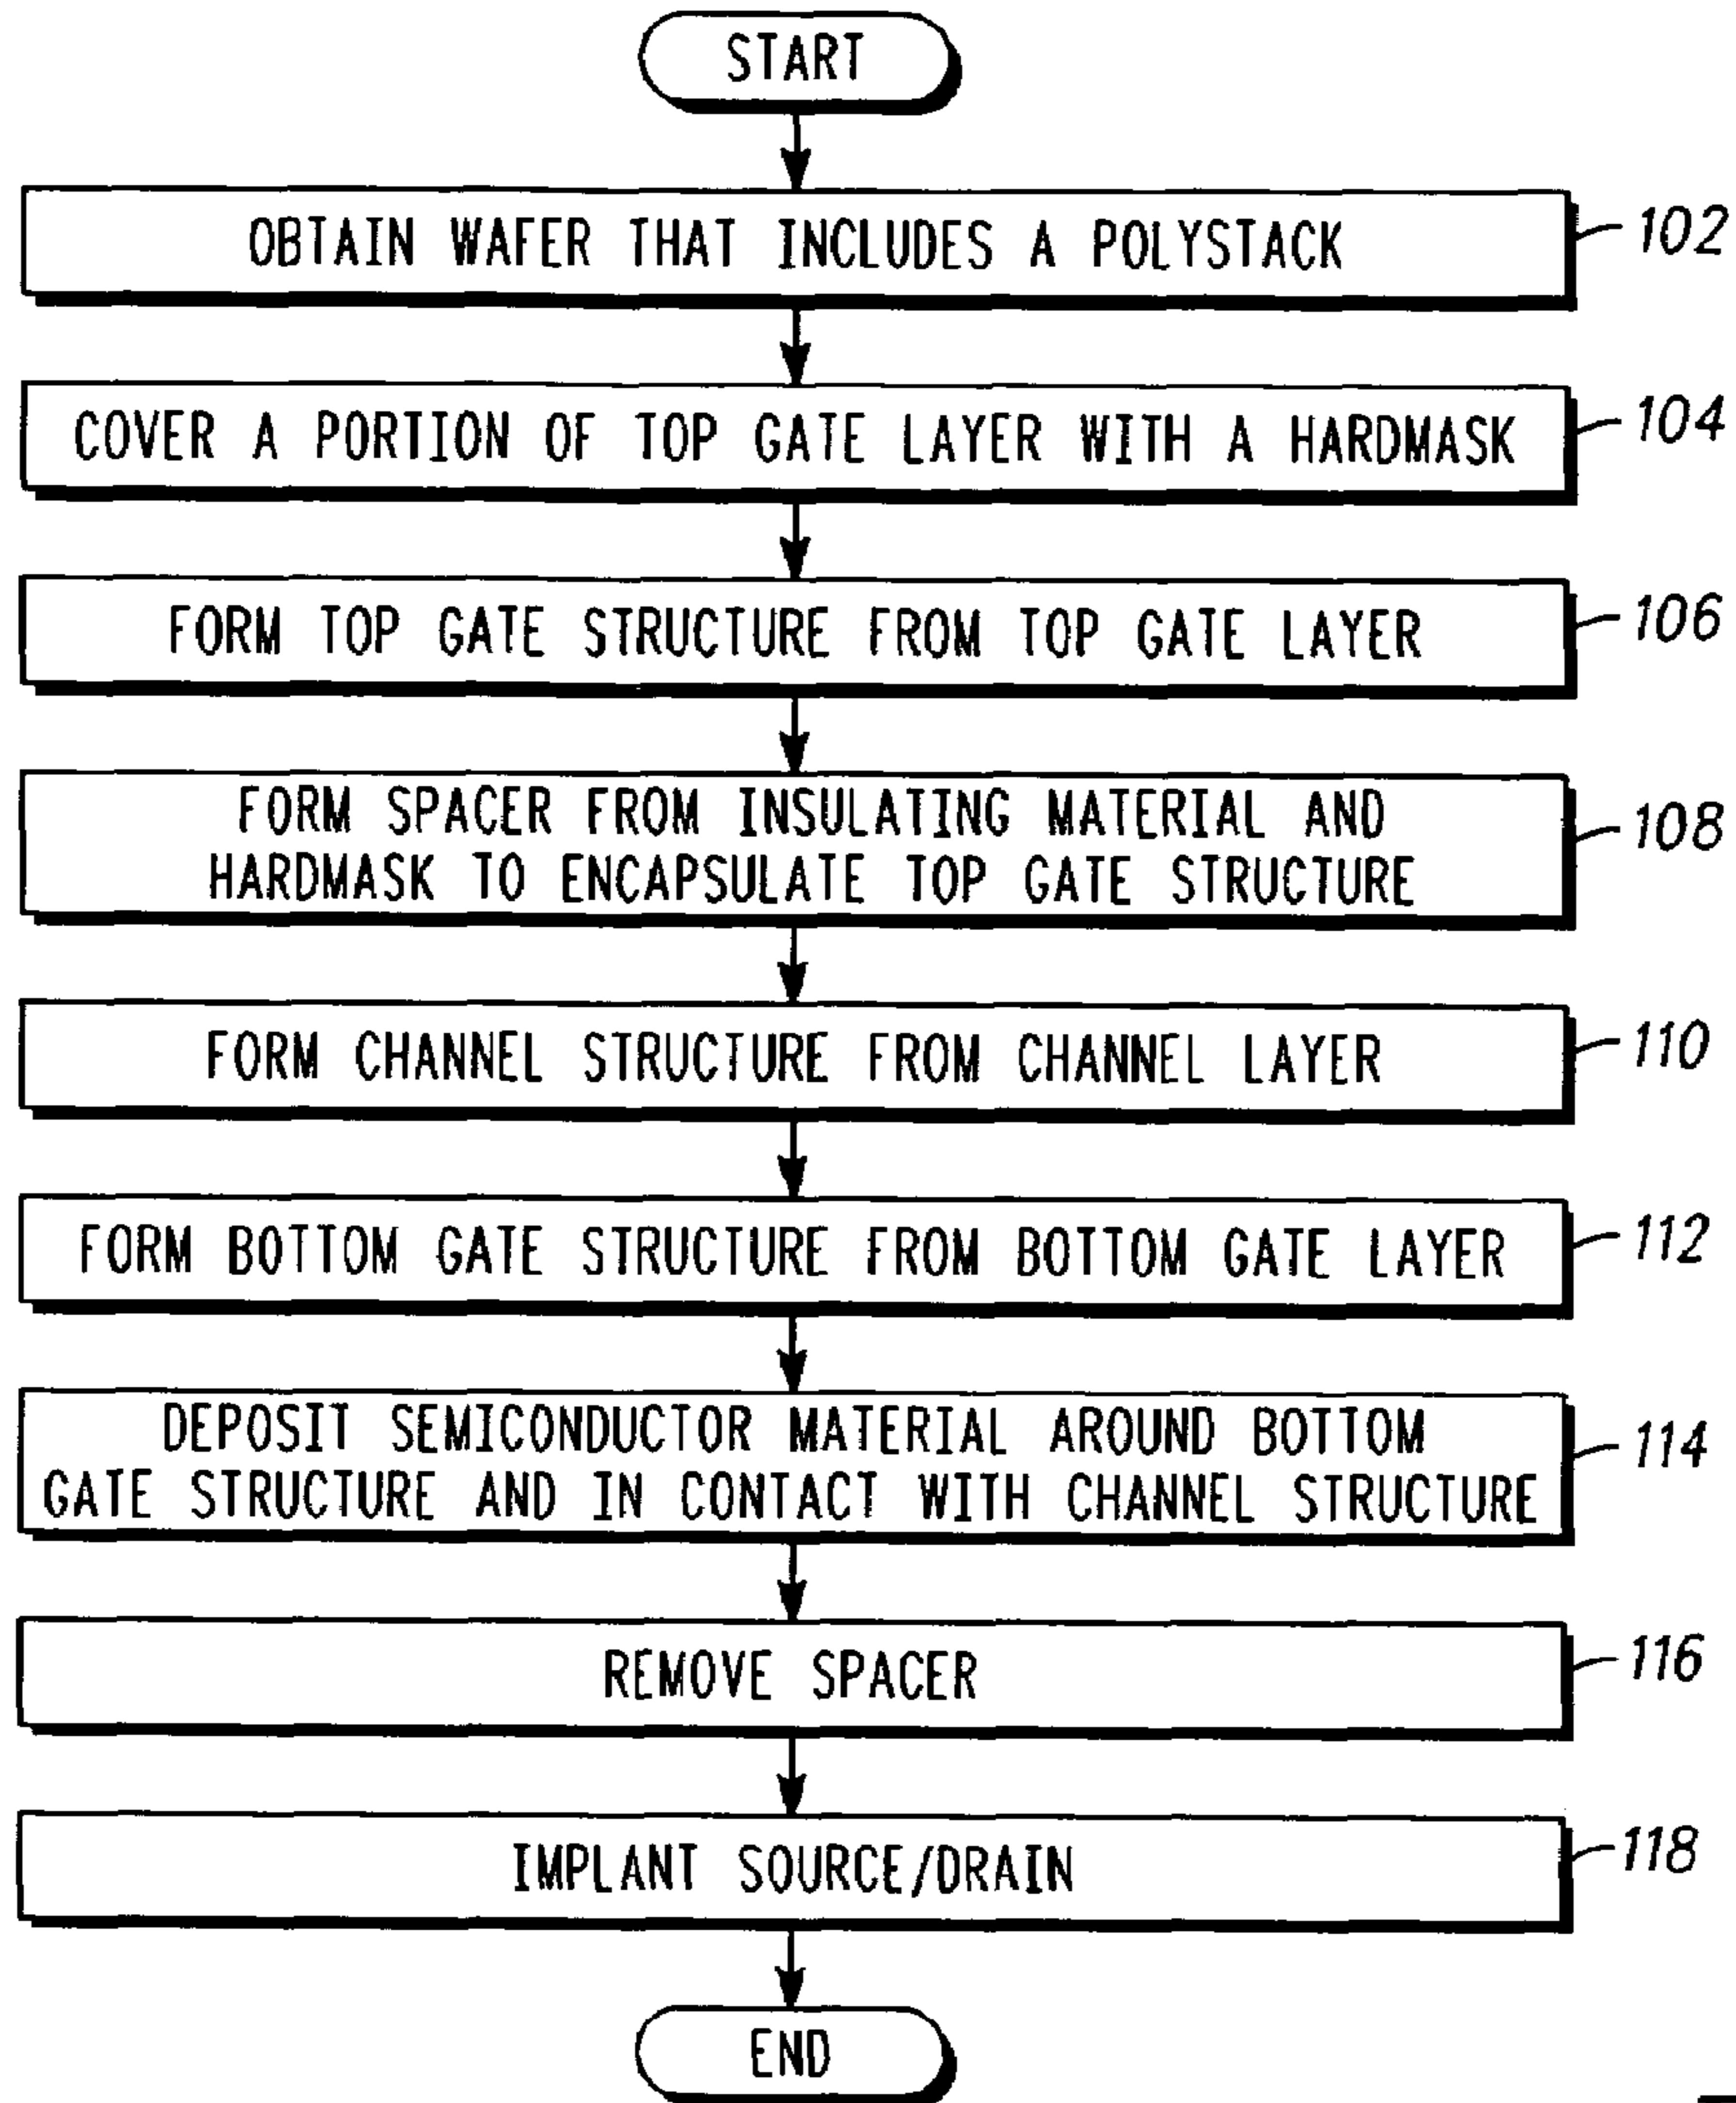 START
OBTAIN WAFER THAT INCLUDES A POLYSTACK
102
COVER A PORTION OF TOP GATE LAYER WITH A HARDMASK
104
FORM TOP GATE STRUCTURE FROM TOP GATE LAYER
106
FORM SPACER FROM INSULATING MATERIAL AND
HARDMASK TO ENCAPSULATE TOP GATE STRUCTURE
108
FORM CHANNEL STRUCTURE FROM CHANNEL LAYER
110
FORM BOTTOM GATE STRUCTURE FROM BOTTOM GATE LAYER
112
DEPOSIT SEMICONDUCTOR MATERIAL AROUND BOTTOM
GATE STRUCTURE AND IN CONTACT WITH CHANNEL STRUCTURE
114
REMOVE SPACER
116
IMPLANT SOURCE/DRAIN
118
END